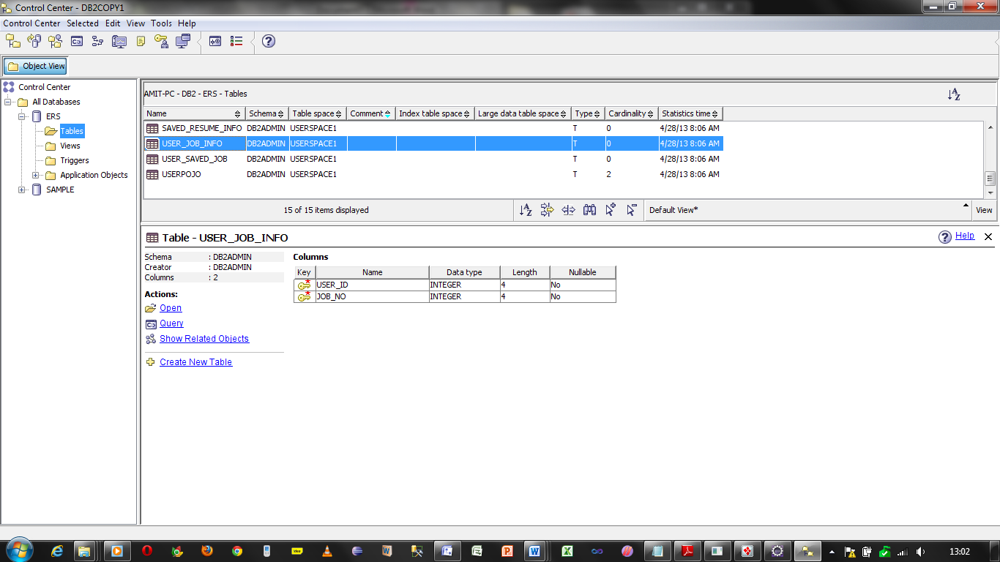 Control Center - DB2COPY1
Control Center Selected Edit View Tools Help
Object View
Control Center
All Databases
ERS
Tables
Views
Triggers
Application Objects
SAMPLE
AMIT-PC - DB2 - ERS - Tables
Name Schema Table space Comment Index table space Large data table space Type Cardinality Statistics time
SAVED_RESUME_INFO DB2ADMIN USERSPACE1 T 0 4/28/13 8:06 AM
USER_JOB_INFO DB2ADMIN USERSPACE1 T 0 4/28/13 8:06 AM
USER_SAVED_JOB DB2ADMIN USERSPACE1 T 0 4/28/13 8:06 AM
USERPOJO DB2ADMIN USERSPACE1 T 2 4/28/13 8:06 AM
15 of 15 items displayed Default View* View
Table - USER_JOB_INFO Help
Schema : DB2ADMIN
Creator : DB2ADMIN
Columns : 2
Actions:
Open
Query
Show Related Objects
Create New Table
Columns
Key Name Data type Length Nullable
USER_ID INTEGER 4 No
JOB_NO INTEGER 4 No
13:02